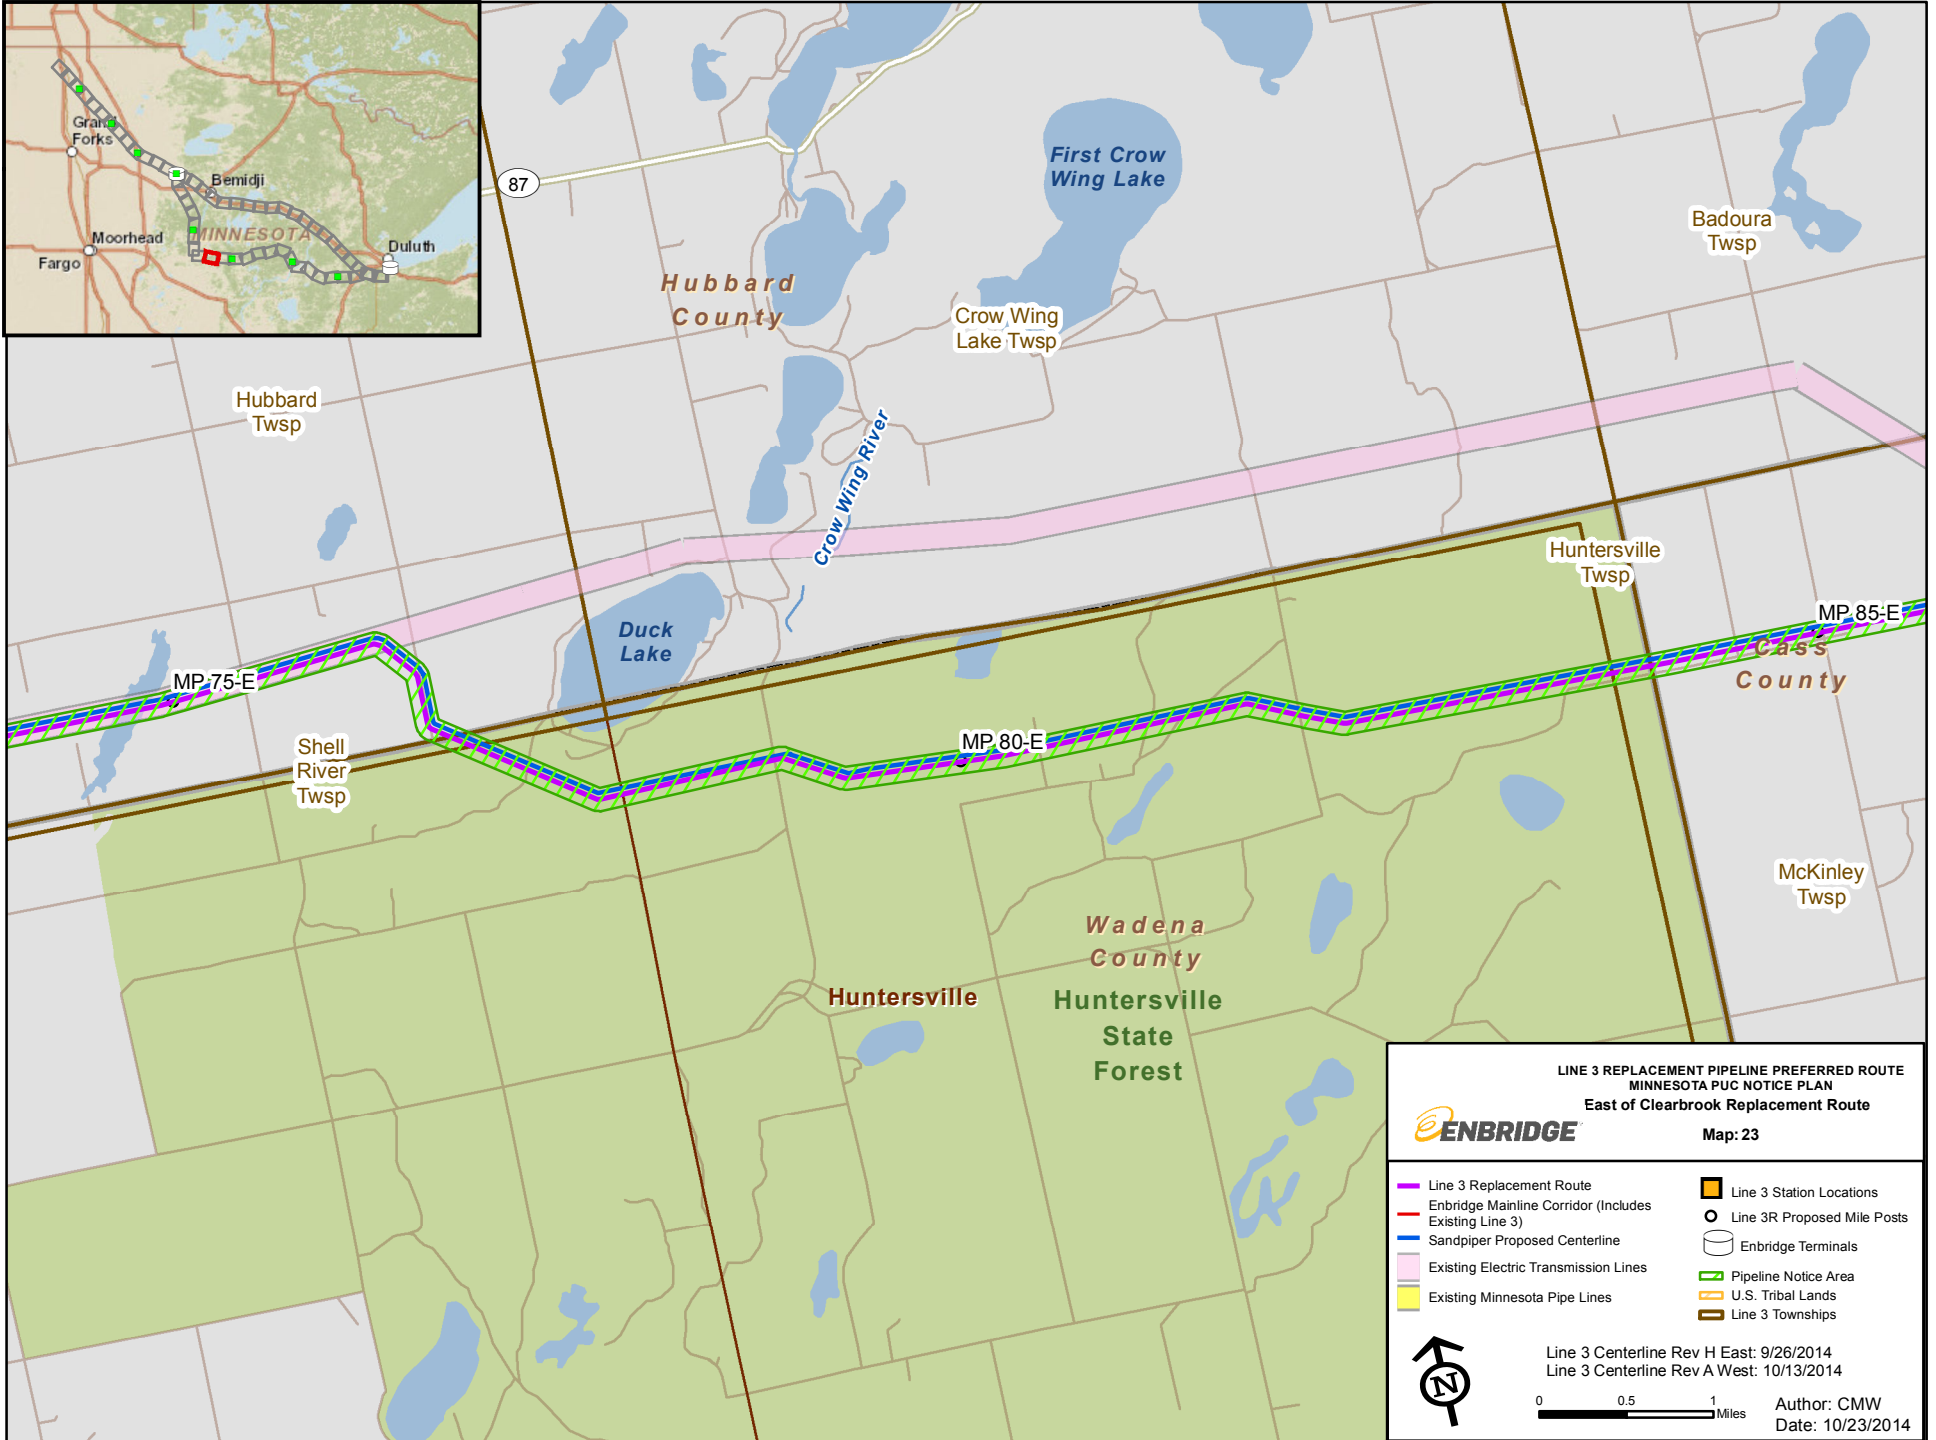 Grand
Forks
Bemidji
MINNESOTA
Moorhead
Fargo
Duluth
87
First Crow
Wing Lake
Badoura
Twsp
Hubbard
County
Crow Wing
Lake Twsp
Hubbard
Twsp
Crow Wing River
Huntersville
Twsp
Duck
Lake
MP 75-E
MP 85-E
Cass
County
Shell
River
Twsp
MP 80-E
McKinley
Twsp
Wadena
County
Huntersville
Huntersville
State
Forest
LINE 3 REPLACEMENT PIPELINE PREFERRED ROUTE
MINNESOTA PUC NOTICE PLAN
East of Clearbrook Replacement Route
ENBRIDGE
Map: 23
Line 3 Replacement Route
Enbridge Mainline Corridor (Includes
Existing Line 3)
Sandpiper Proposed Centerline
Existing Electric Transmission Lines
Existing Minnesota Pipe Lines
Line 3 Station Locations
Line 3R Proposed Mile Posts
Enbridge Terminals
Pipeline Notice Area
U.S. Tribal Lands
Line 3 Townships
N
Line 3 Centerline Rev H East: 9/26/2014
Line 3 Centerline Rev A West: 10/13/2014
0 0.5 1
Miles
Author: CMW
Date: 10/23/2014